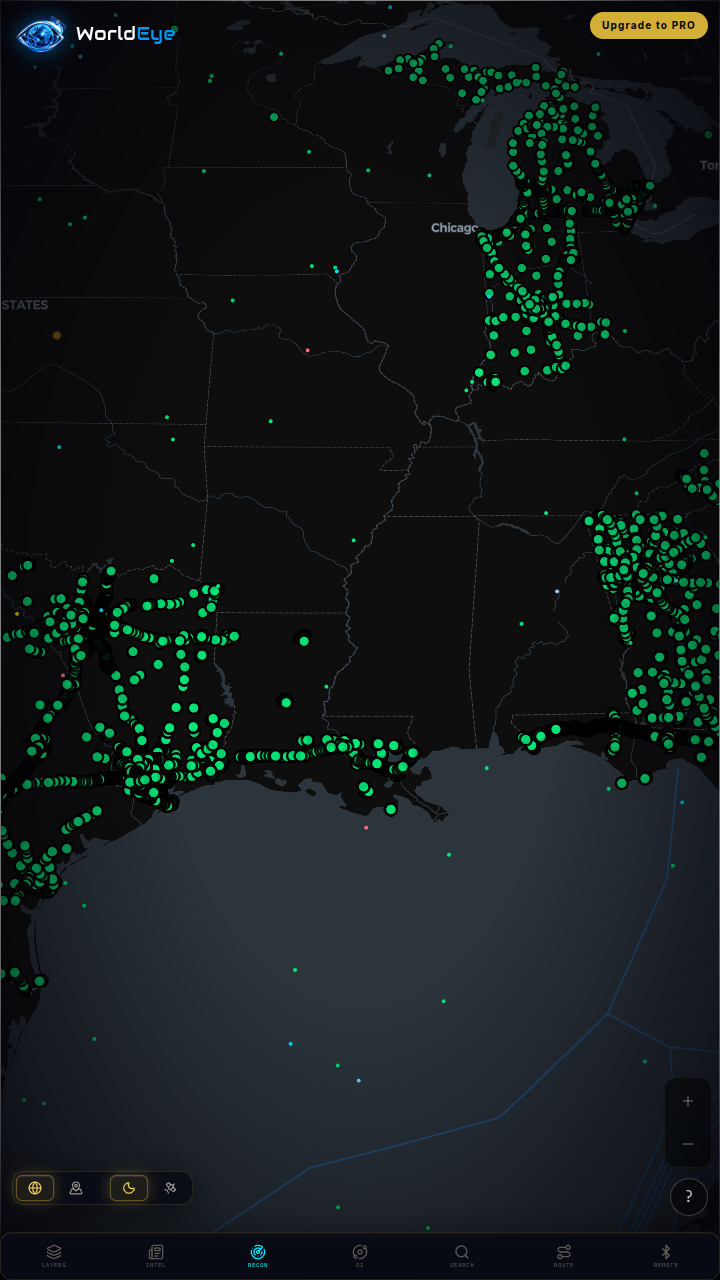 WorldEye
Upgrade to PRO
Tor
Chicago
STATES
+
−
?
LAYERS
INTEL
RECON
OI
SEARCH
ROUTE
REMOTE